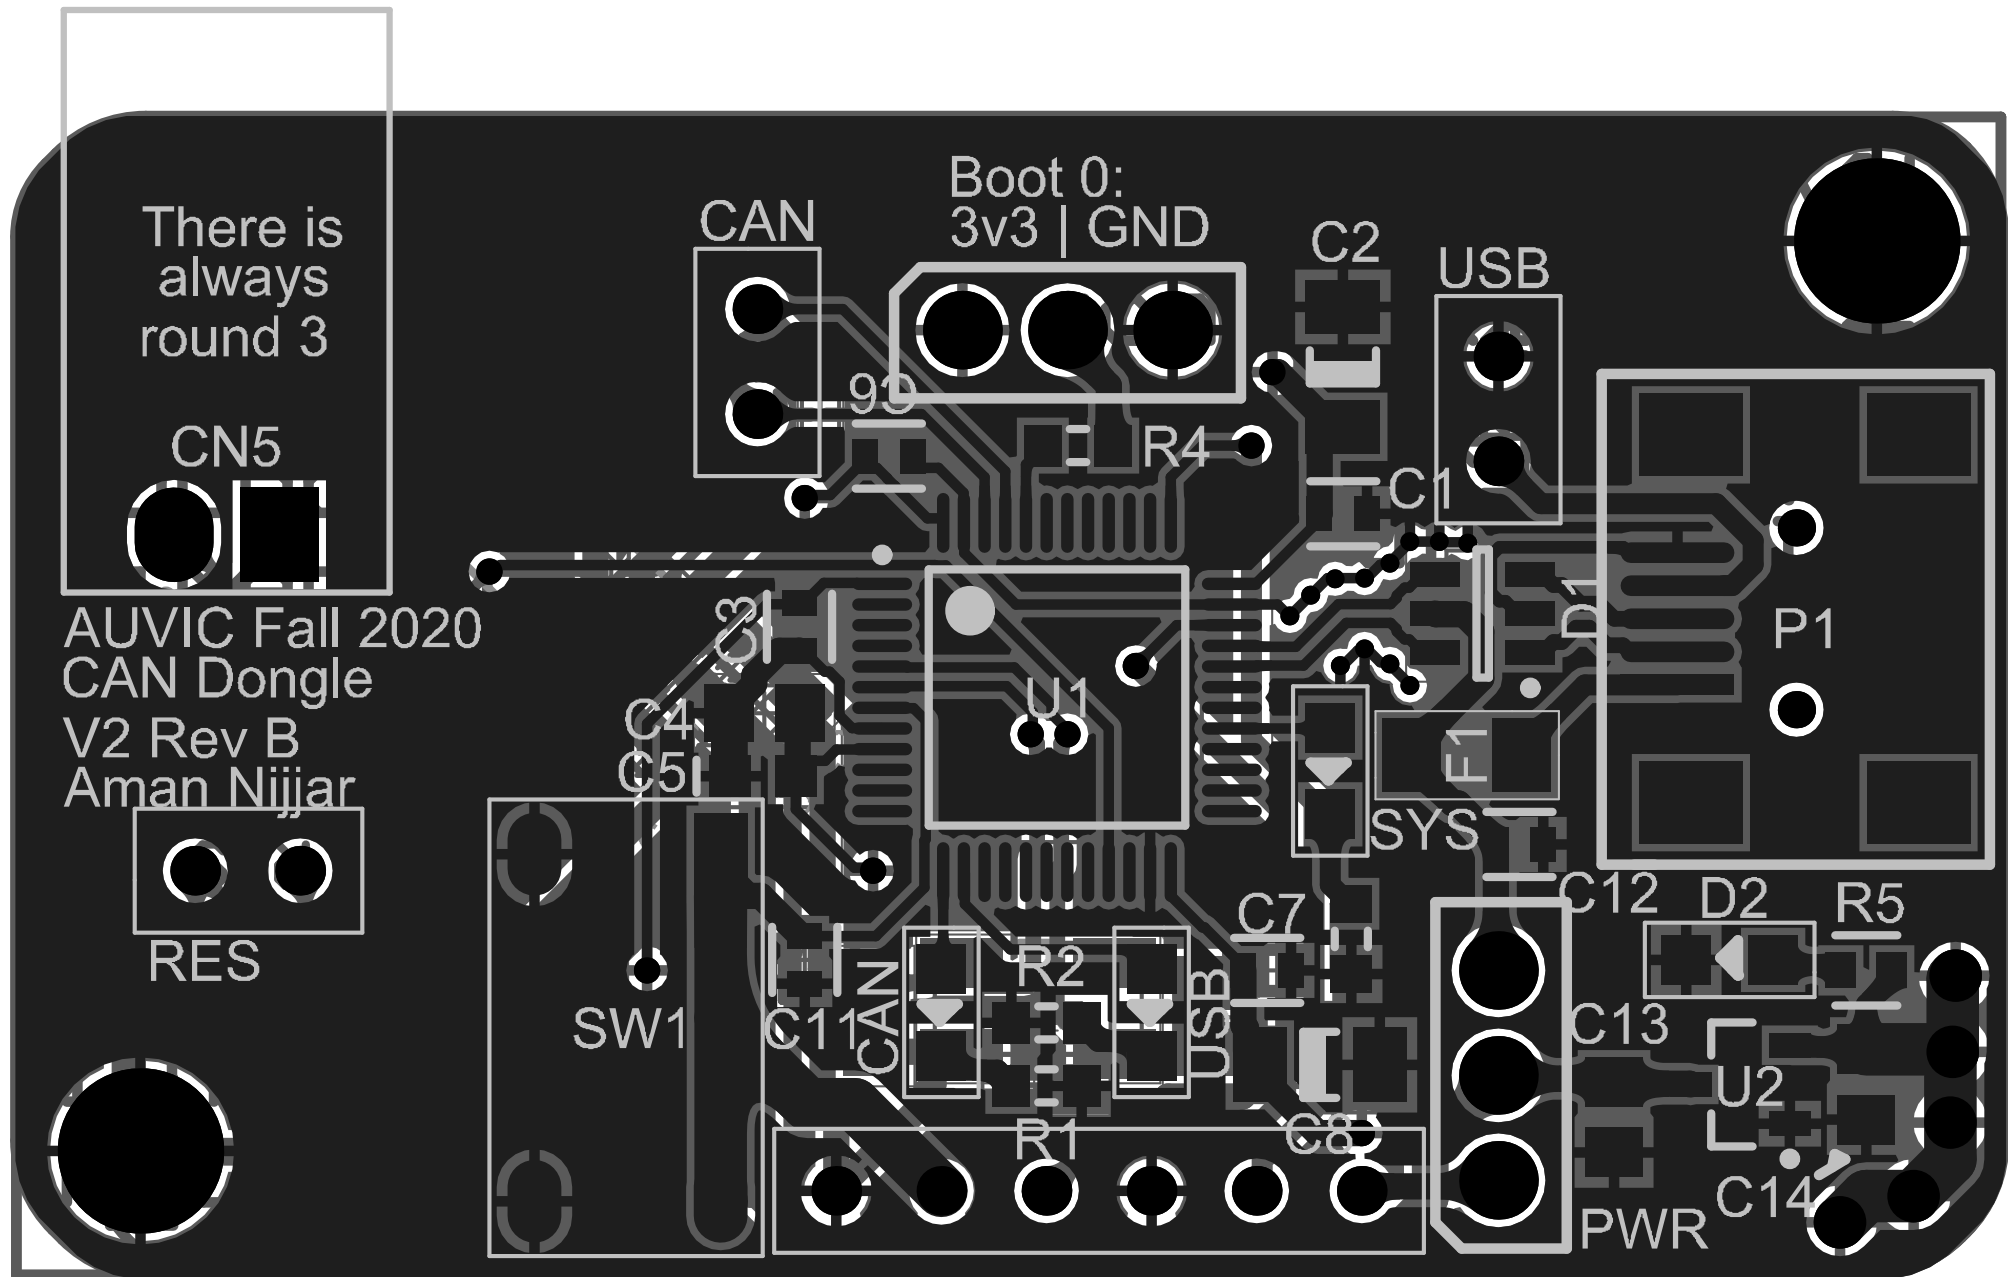 There is
always
round 3
CN5
AUVIC Fall 2020
CAN Dongle
V2 Rev B
Aman Nijjar
RES
CAN
Boot 0:
3v3 | GND
C6
R4
C2
USB
C1
C3
C4
C5
U1
D1
P1
F1
SYS
SW1
C11
CAN
R2
USB
R1
C7
C8
C12
D2
R5
C13
U2
C14
PWR